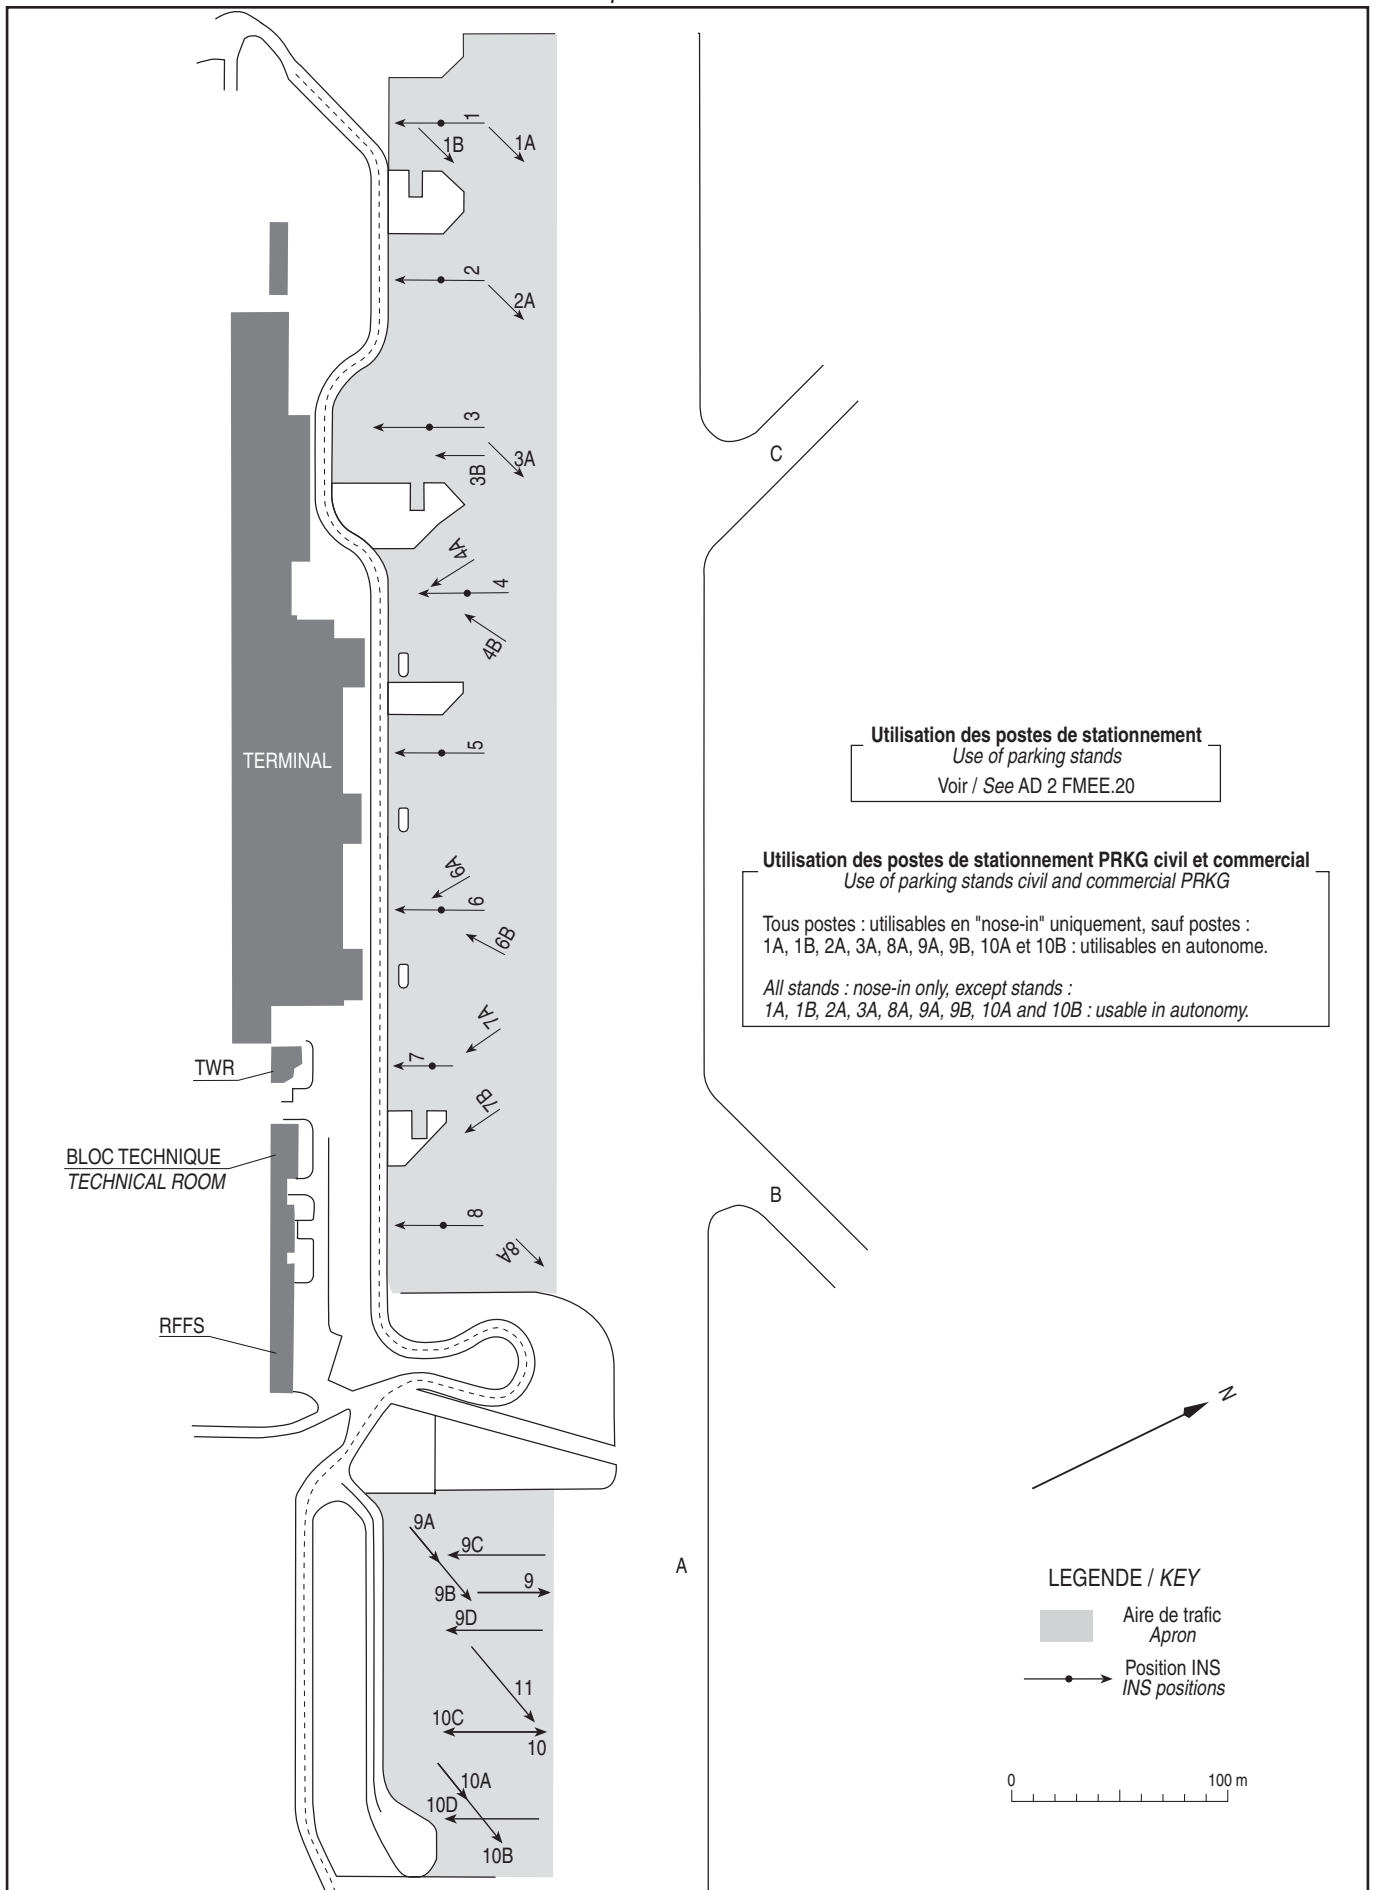 1
1B
1A
2
2A
3
3A
3B
C
4A
4
4B
TERMINAL
5
Utilisation des postes de stationnement
Use of parking stands
Voir / See AD 2 FMEE.20
Utilisation des postes de stationnement PRKG civil et commercial
Use of parking stands civil and commercial PRKG
Tous postes : utilisables en "nose-in" uniquement, sauf postes :
1A, 1B, 2A, 3A, 8A, 9A, 9B, 10A et 10B : utilisables en autonome.
All stands : nose-in only, except stands :
1A, 1B, 2A, 3A, 8A, 9A, 9B, 10A and 10B : usable in autonomy.
6A
6
6B
7A
7
TWR
7B
BLOC TECHNIQUE
TECHNICAL ROOM
B
8
8A
RFFS
N
9A
9C
9
9B
9D
A
11
10C
10
10A
10D
10B
LEGENDE / KEY
Aire de trafic
Apron
Position INS
INS positions
0 100 m